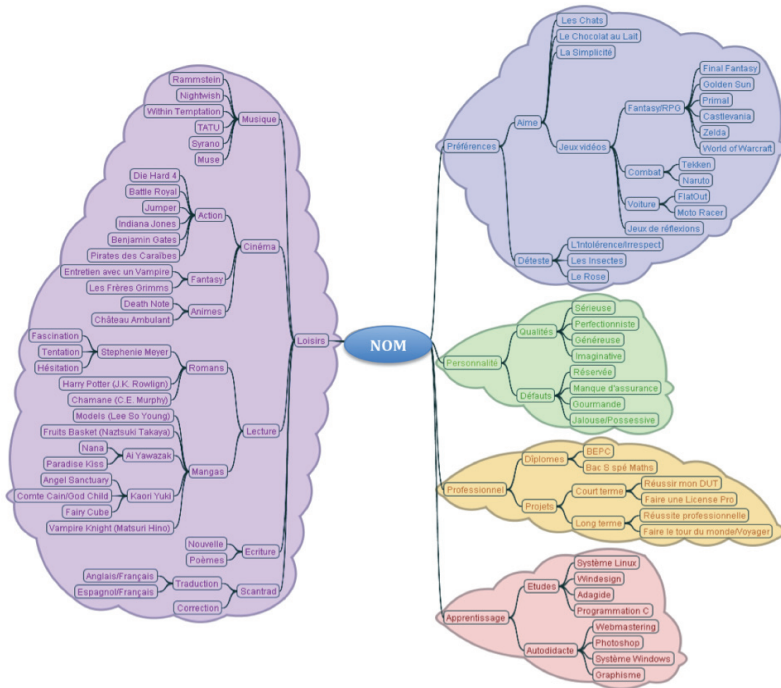 NOM
Loisirs
Musique
Rammstein
Nightwish
Within Temptation
TATU
Syrano
Muse
Cinéma
Action
Die Hard 4
Battle Royal
Jumper
Indiana Jones
Benjamin Gates
Pirates des Caraïbes
Fantasy
Entretien avec un Vampire
Les Frères Grimms
Animes
Death Note
Château Ambulant
Lecture
Romans
Stephenie Meyer
Fascination
Tentation
Hésitation
Harry Potter (J.K. Rowlign)
Chamane (C.E. Murphy)
Mangas
Models (Lee So Young)
Fruits Basket (Naztsuki Takaya)
Ai Yawazak
Nana
Paradise Kiss
Kaori Yuki
Angel Sanctuary
Comte Cain/God Child
Fairy Cube
Vampire Knight (Matsuri Hino)
Ecriture
Nouvelle
Poèmes
Scantrad
Traduction
Anglais/Français
Espagnol/Français
Correction
Préférences
Aime
Les Chats
Le Chocolat au Lait
La Simplicité
Jeux vidéos
Fantasy/RPG
Final Fantasy
Golden Sun
Primal
Castlevania
Zelda
World of Warcraft
Combat
Tekken
Naruto
Voiture
FlatOut
Moto Racer
Jeux de réflexions
Déteste
L'Intolérence/Irrespect
Les Insectes
Le Rose
Personnalité
Qualités
Sérieuse
Perfectionniste
Généreuse
Imaginative
Défauts
Réservée
Manque d'assurance
Gourmande
Jalouse/Possessive
Professionnel
Dîplomes
BEPC
Bac S spé Maths
Projets
Court terme
Réussir mon DUT
Faire une License Pro
Long terme
Réussite professionnelle
Faire le tour du monde/Voyager
Apprentissage
Etudes
Système Linux
Windesign
Adagide
Programmation C
Autodidacte
Webmastering
Photoshop
Système Windows
Graphisme